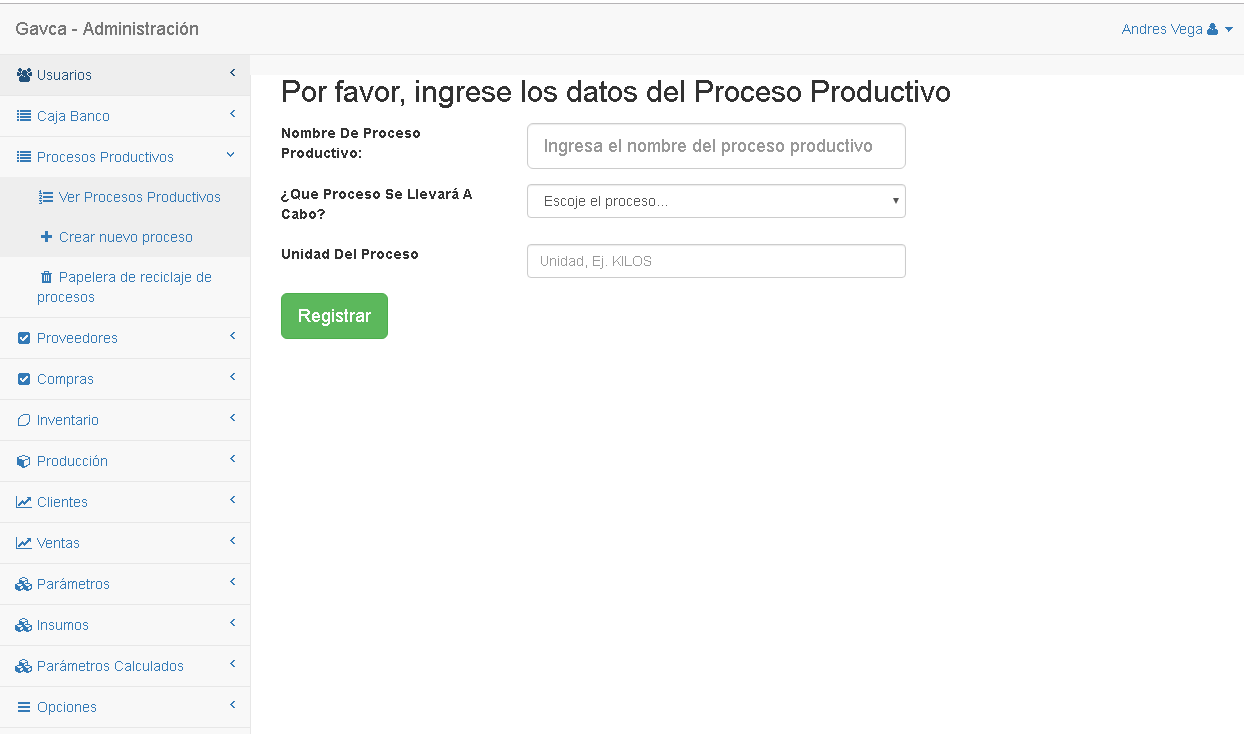 Gavca - Administración
Andres Vega
Usuarios
Caja Banco
Procesos Productivos
Ver Procesos Productivos
Crear nuevo proceso
Papelera de reciclaje de
procesos
Proveedores
Compras
Inventario
Producción
Clientes
Ventas
Parámetros
Insumos
Parámetros Calculados
Opciones
Por favor, ingrese los datos del Proceso Productivo
Nombre De Proceso
Productivo:
Ingresa el nombre del proceso productivo
¿Que Proceso Se Llevará A
Cabo?
Escoje el proceso...
Unidad Del Proceso
Unidad, Ej. KILOS
Registrar